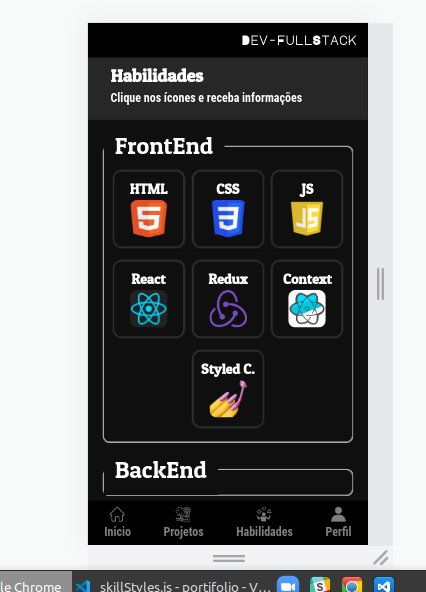 DEV-FULLSTACK
Habilidades
Clique nos ícones e receba informações
FrontEnd
HTML CSS JS
React Redux Context
Styled C.
BackEnd
Inicio Projetos Habilidades Perfil
le Chrome skillStyles.js - portifolio - V...